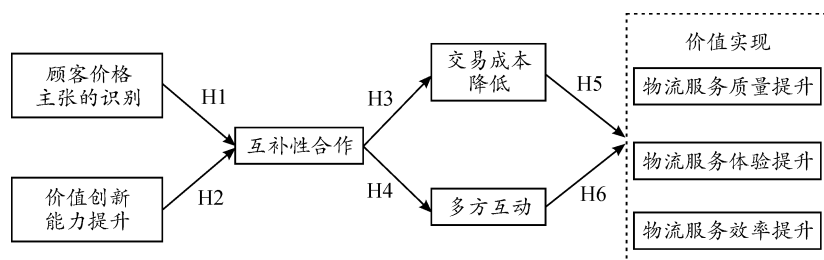 顾客价格
主张的识别
价值创新
能力提升
H1
H2
互补性合作
H3
H4
交易成本
降低
多方互动
H5
H6
价值实现
物流服务质量提升
物流服务体验提升
物流服务效率提升